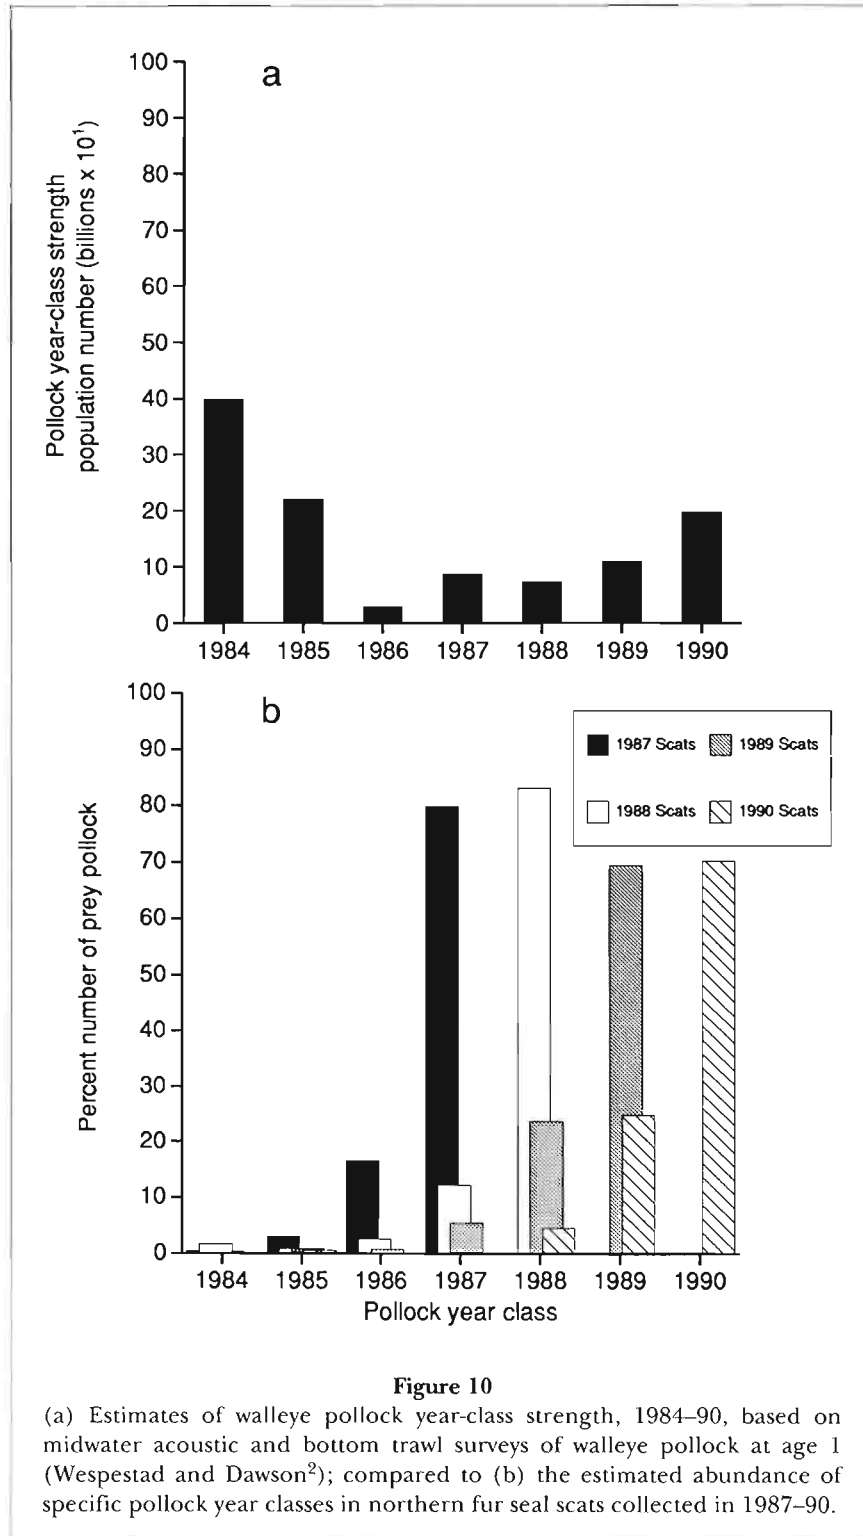 a
100
90
80
70
60
50
40
30
20
10
0
Pollock year-class strength
population number (billions x 10¹)
1984 1985 1986 1987 1988 1989 1990
b
100
90
80
70
60
50
40
30
20
10
0
Percent number of prey pollock
1987 Scats 1989 Scats
1988 Scats 1990 Scats
1984 1985 1986 1987 1988 1989 1990
Pollock year class
Figure 10
(a) Estimates of walleye pollock year-class strength, 1984–90, based on
midwater acoustic and bottom trawl surveys of walleye pollock at age 1
(Wespestad and Dawson²); compared to (b) the estimated abundance of
specific pollock year classes in northern fur seal scats collected in 1987–90.